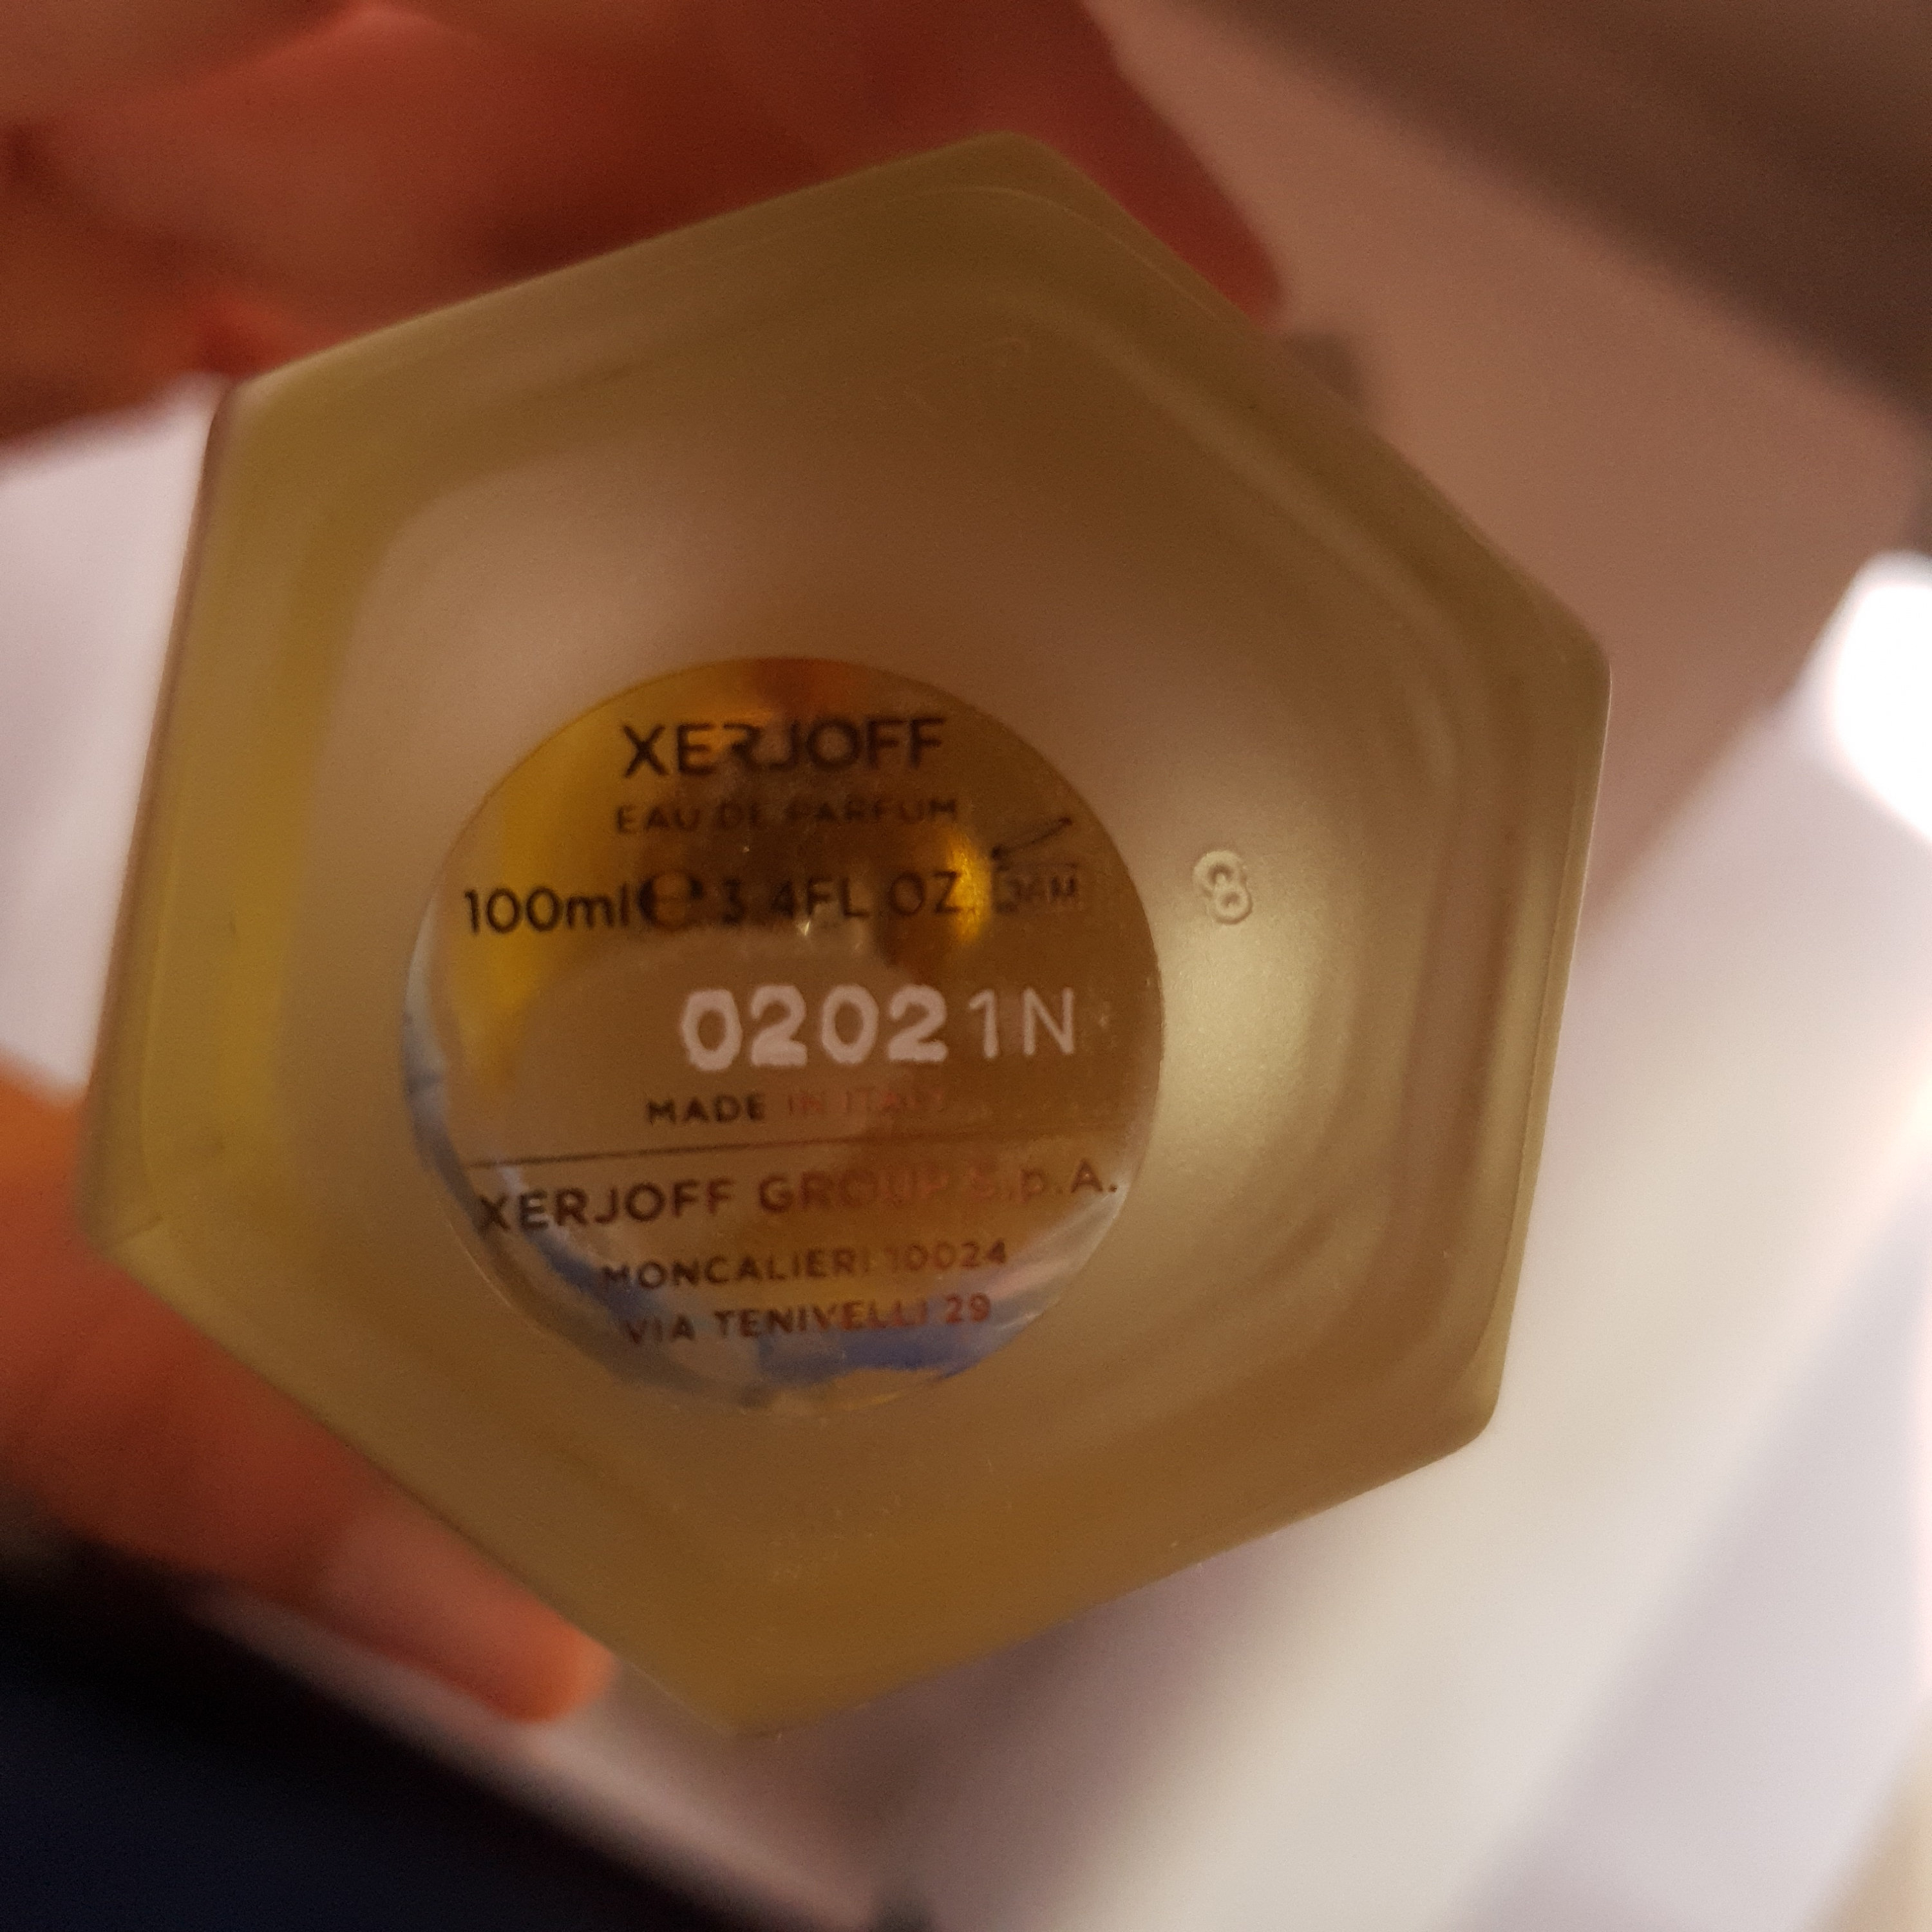 XERJOFF
EAU DE PARFUM
100ml e 3.4FL.OZ. 36M
8
02021N
MADE IN ITALY
XERJOFF GROUP S.p.A.
MONCALIERI 10024
VIA TENIVELLI 29